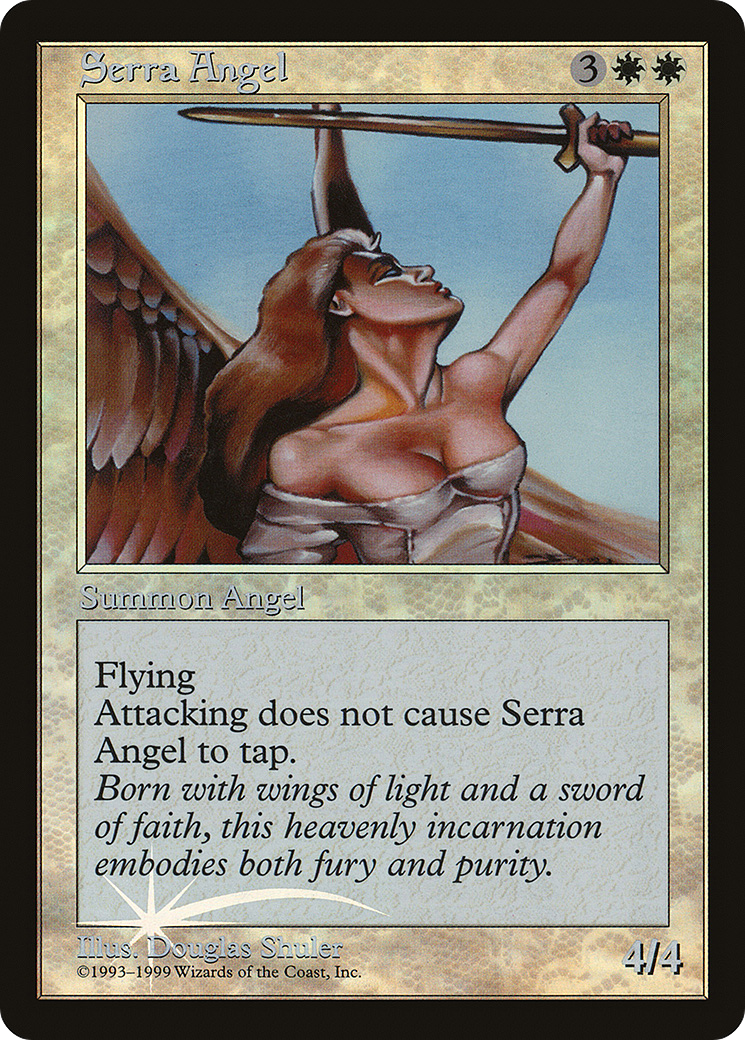 Serra Angel 3
Summon Angel
Flying
Attacking does not cause Serra
Angel to tap.
Born with wings of light and a sword
of faith, this heavenly incarnation
embodies both fury and purity.
Illus. Douglas Shuler
©1993–1999 Wizards of the Coast, Inc.
4/4